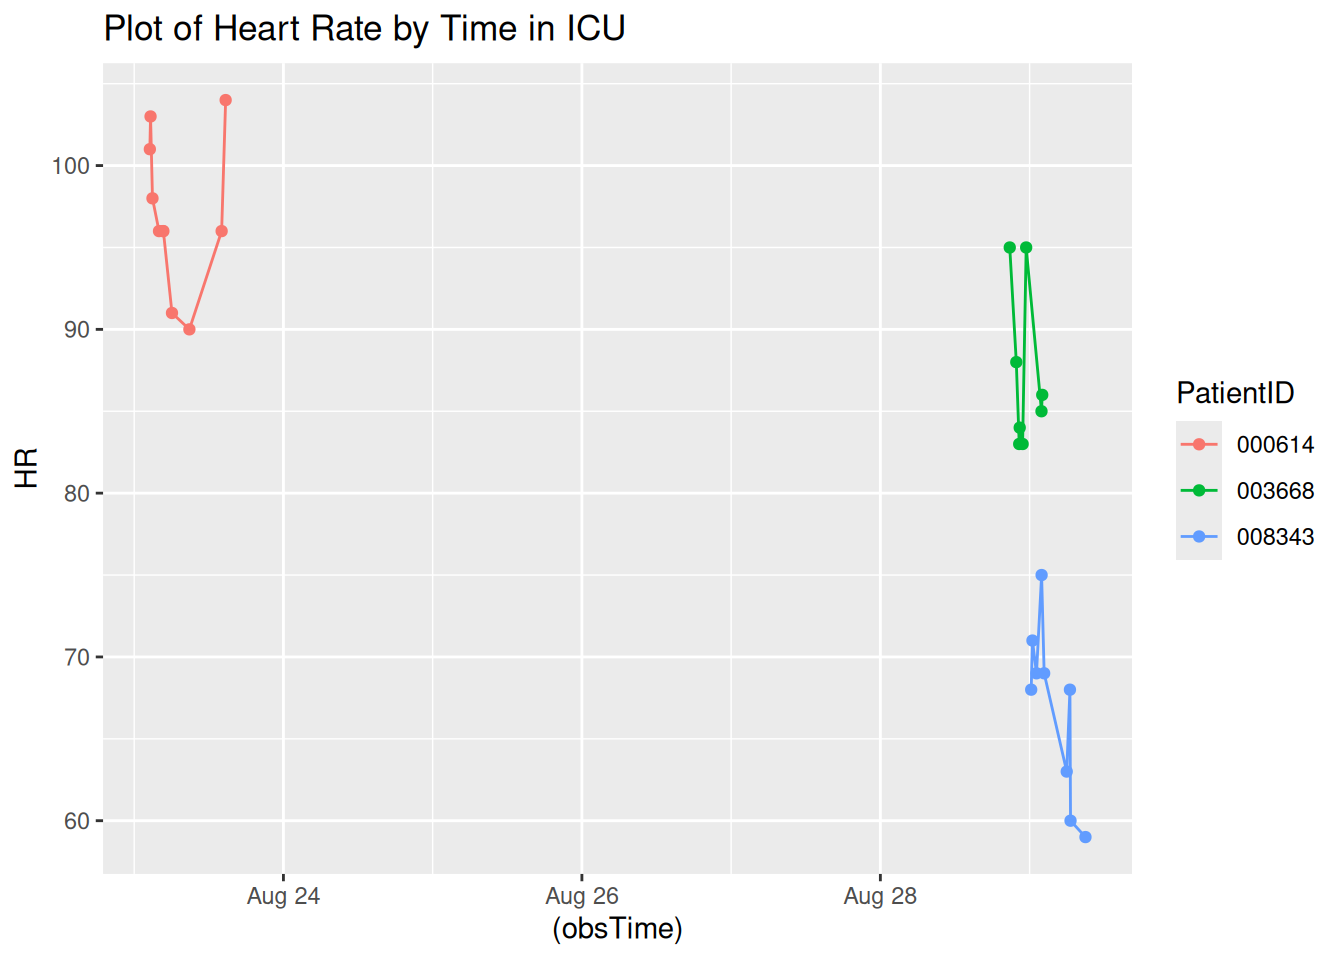 Plot of Heart Rate by Time in ICU
HR
100
90
80
70
60
Aug 24
Aug 26
Aug 28
(obsTime)
PatientID
000614
003668
008343